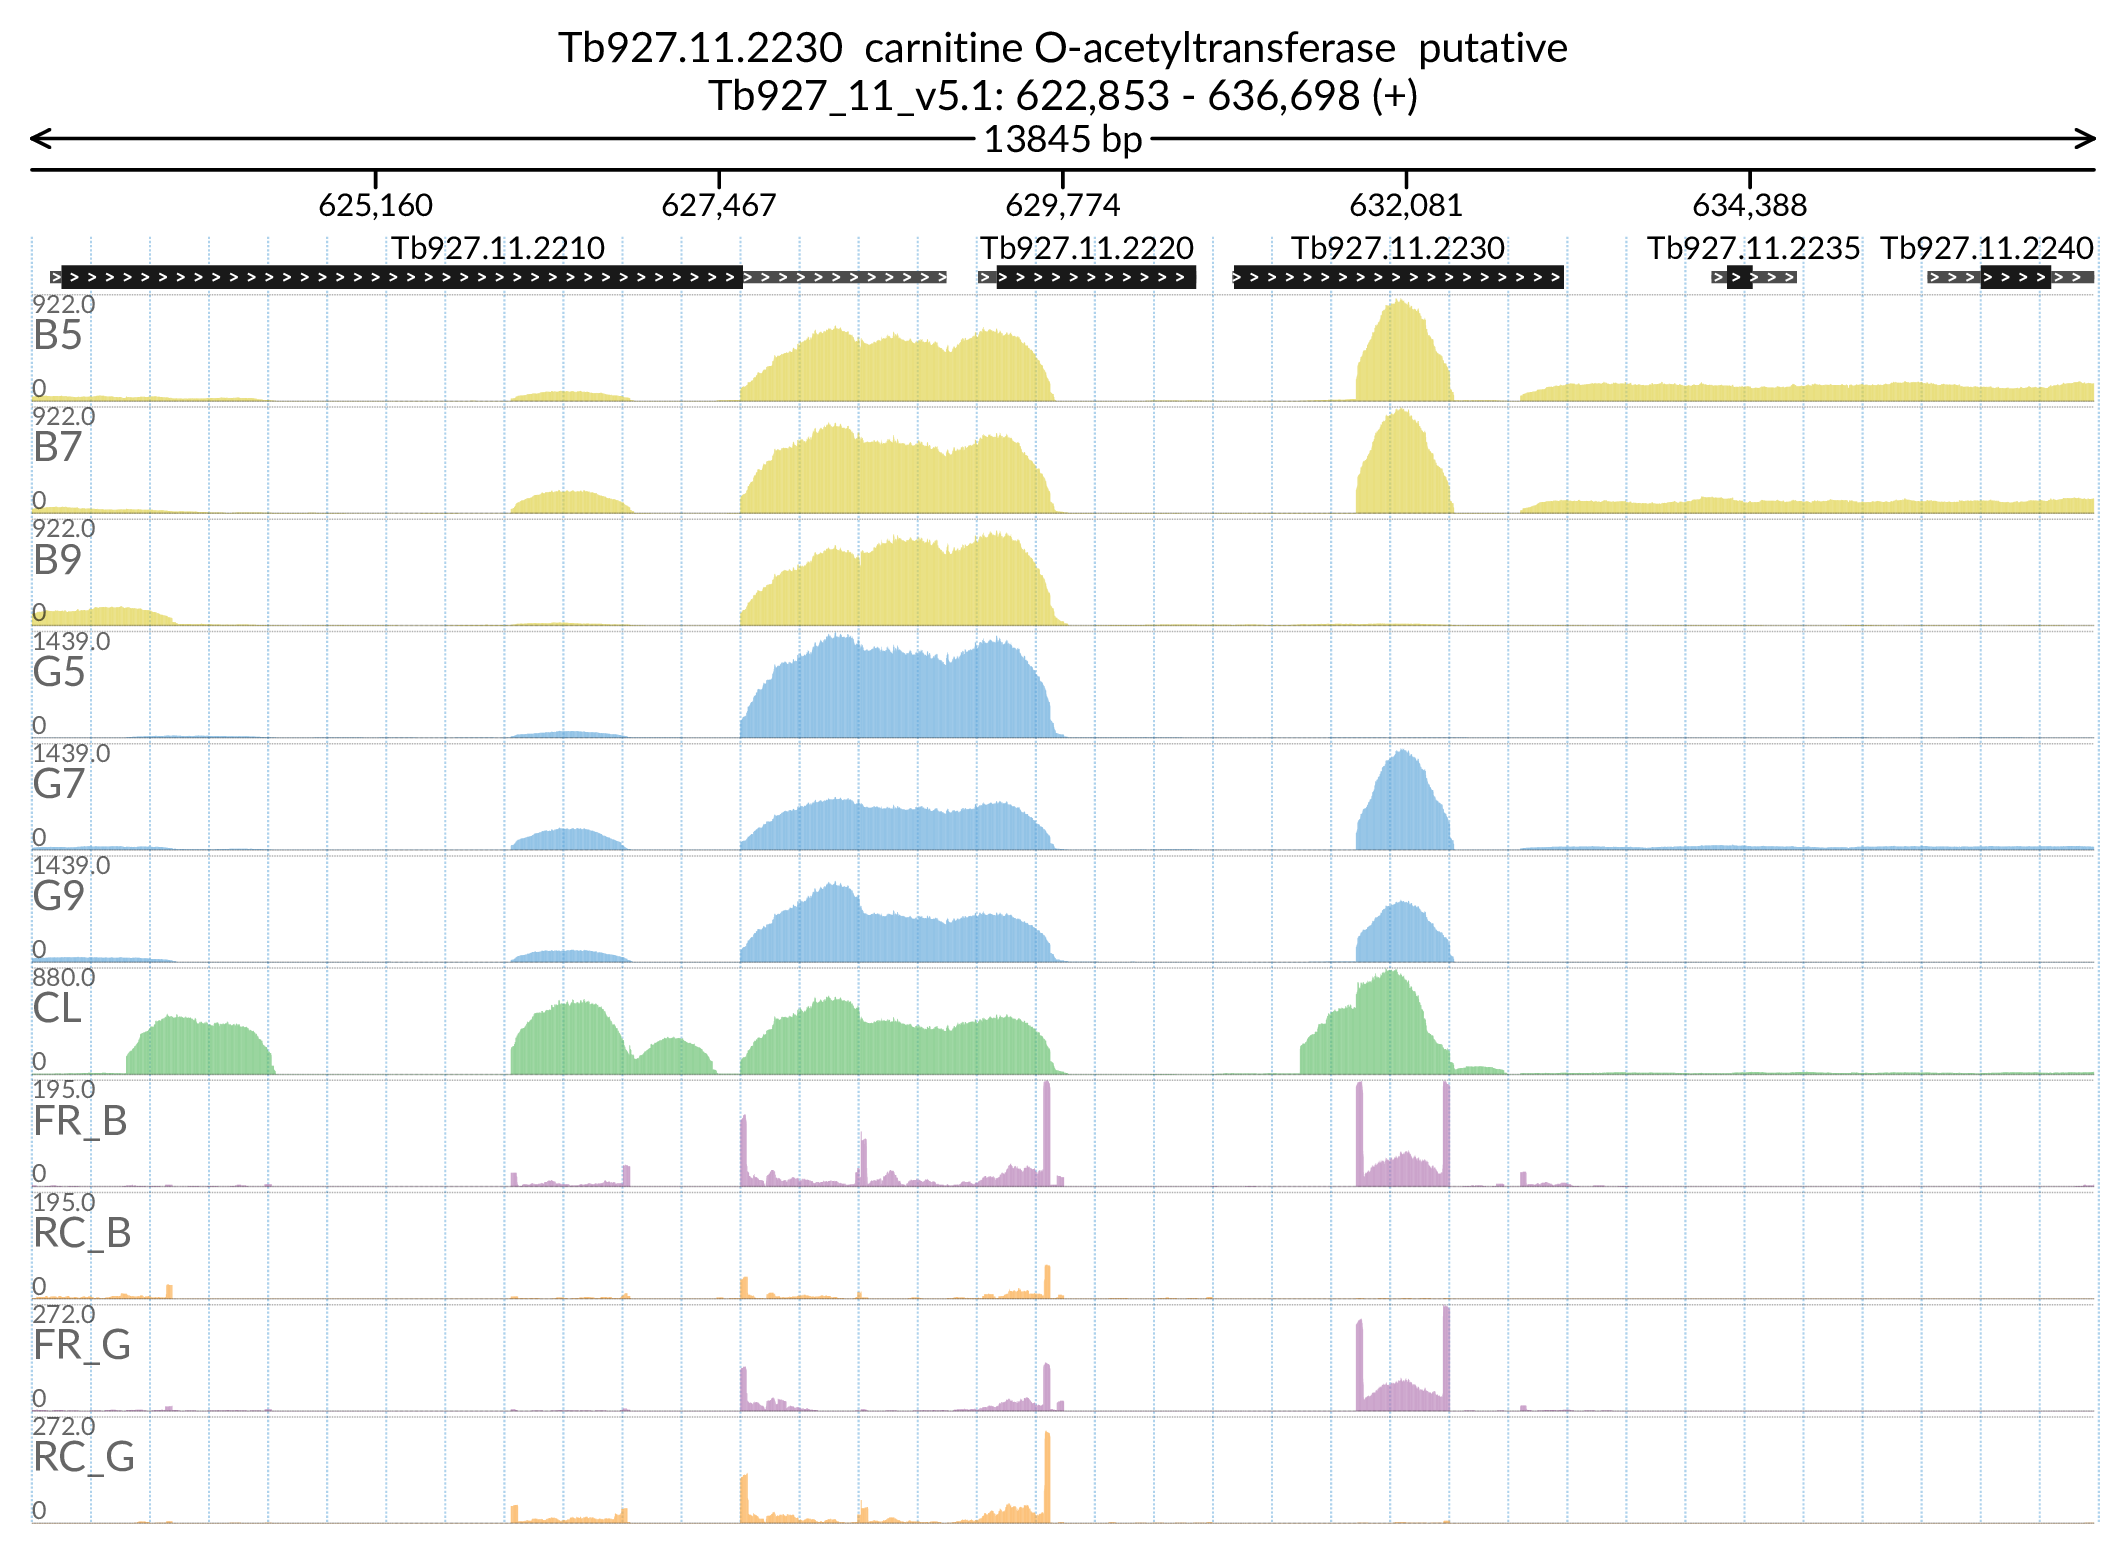 Tb927.11.2230 carnitine O-acetyltransferase putative
Tb927_11_v5.1: 622,853 - 636,698 (+)
13845 bp
625,160 627,467 629,774 632,081 634,388
Tb927.11.2210 Tb927.11.2220 Tb927.11.2230 Tb927.11.2235 Tb927.11.2240
922.0
B5
0
922.0
B7
0
922.0
B9
0
1439.0
G5
0
1439.0
G7
0
1439.0
G9
0
880.0
CL
0
195.0
FR_B
0
195.0
RC_B
0
272.0
FR_G
0
272.0
RC_G
0